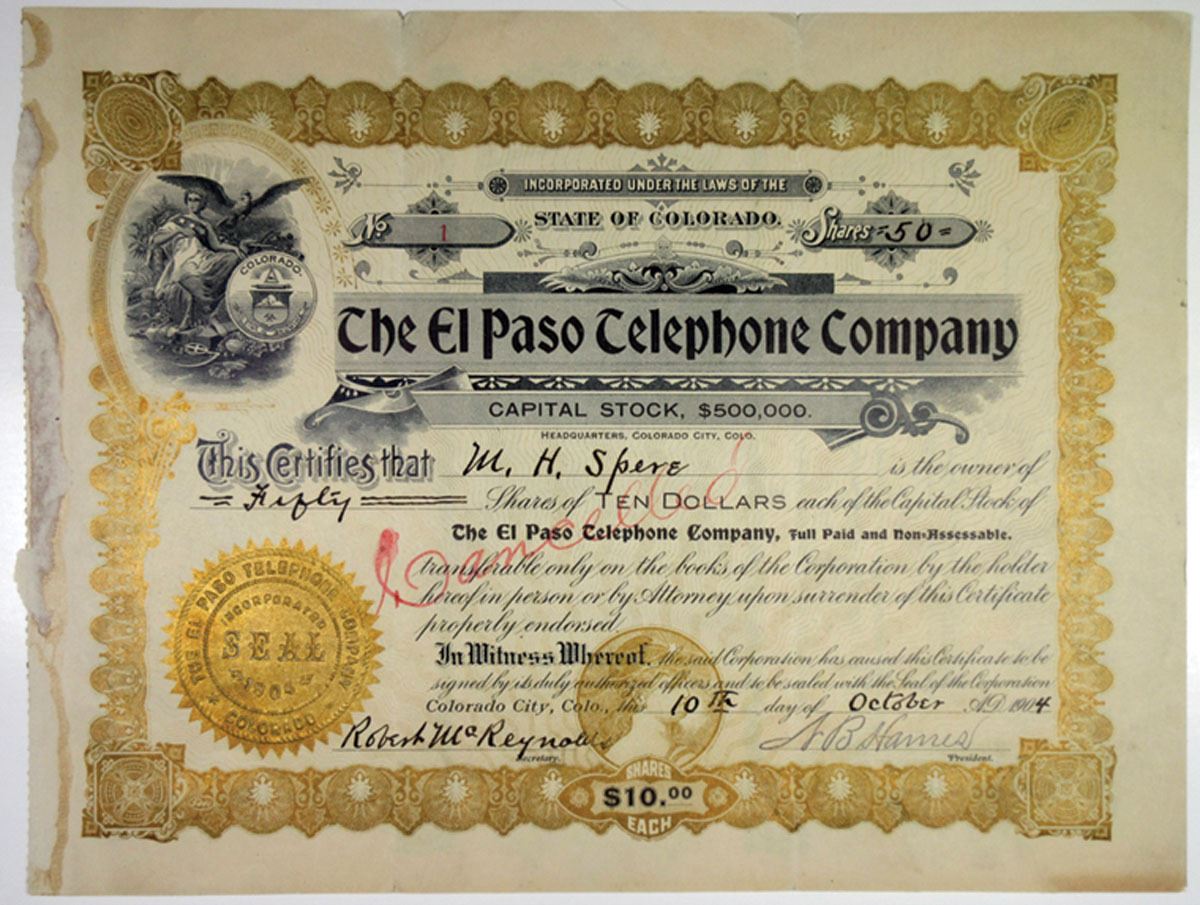 INCORPORATED UNDER THE LAWS OF THE
STATE OF COLORADO.
No. 1
Shares =50=
COLORADO.
The El Paso Telephone Company
CAPITAL STOCK, $500,000.
HEADQUARTERS, COLORADO CITY, COLO.
This Certifies that M. H. Spere is the owner of
= Fifty = Shares of TEN DOLLARS each of the Capital Stock of
The El Paso Telephone Company, Full Paid and Non-Assessable.
Cancelled
transferable only on the books of the Corporation by the holder
hereof in person or by Attorney upon surrender of this Certificate
properly endorsed.
In Witness Whereof, the said Corporation has caused this Certificate to be
signed by its duly authorized officers and to be sealed with the Seal of the Corporation
Colorado City, Colo., this 10th day of October A.D. 1904
Robert McReynolds
Secretary.
President.
THE EL PASO TELEPHONE COMPANY
INCORPORATED
SEAL
1904
COLORADO
SHARES
$10.00
EACH